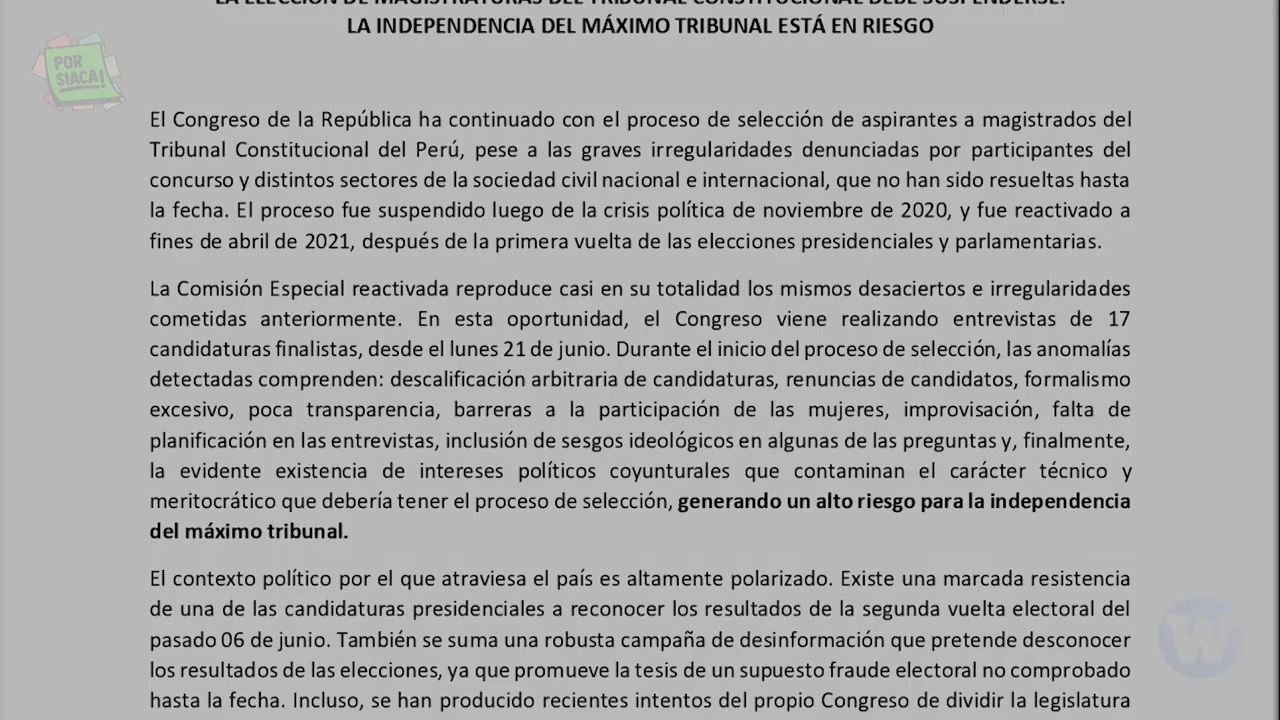 LA ELECCIÓN DE MAGISTRATURAS DEL TRIBUNAL CONSTITUCIONAL DEBE SUSPENDERSE:
LA INDEPENDENCIA DEL MÁXIMO TRIBUNAL ESTÁ EN RIESGO
POR
SIACA!
El Congreso de la República ha continuado con el proceso de selección de aspirantes a magistrados del
Tribunal Constitucional del Perú, pese a las graves irregularidades denunciadas por participantes del
concurso y distintos sectores de la sociedad civil nacional e internacional, que no han sido resueltas hasta
la fecha. El proceso fue suspendido luego de la crisis política de noviembre de 2020, y fue reactivado a
fines de abril de 2021, después de la primera vuelta de las elecciones presidenciales y parlamentarias.
La Comisión Especial reactivada reproduce casi en su totalidad los mismos desaciertos e irregularidades
cometidas anteriormente. En esta oportunidad, el Congreso viene realizando entrevistas de 17
candidaturas finalistas, desde el lunes 21 de junio. Durante el inicio del proceso de selección, las anomalías
detectadas comprenden: descalificación arbitraria de candidaturas, renuncias de candidatos, formalismo
excesivo, poca transparencia, barreras a la participación de las mujeres, improvisación, falta de
planificación en las entrevistas, inclusión de sesgos ideológicos en algunas de las preguntas y, finalmente,
la evidente existencia de intereses políticos coyunturales que contaminan el carácter técnico y
meritocrático que debería tener el proceso de selección, generando un alto riesgo para la independencia
del máximo tribunal.
El contexto político por el que atraviesa el país es altamente polarizado. Existe una marcada resistencia
de una de las candidaturas presidenciales a reconocer los resultados de la segunda vuelta electoral del
pasado 06 de junio. También se suma una robusta campaña de desinformación que pretende desconocer
los resultados de las elecciones, ya que promueve la tesis de un supuesto fraude electoral no comprobado
hasta la fecha. Incluso, se han producido recientes intentos del propio Congreso de dividir la legislatura
W